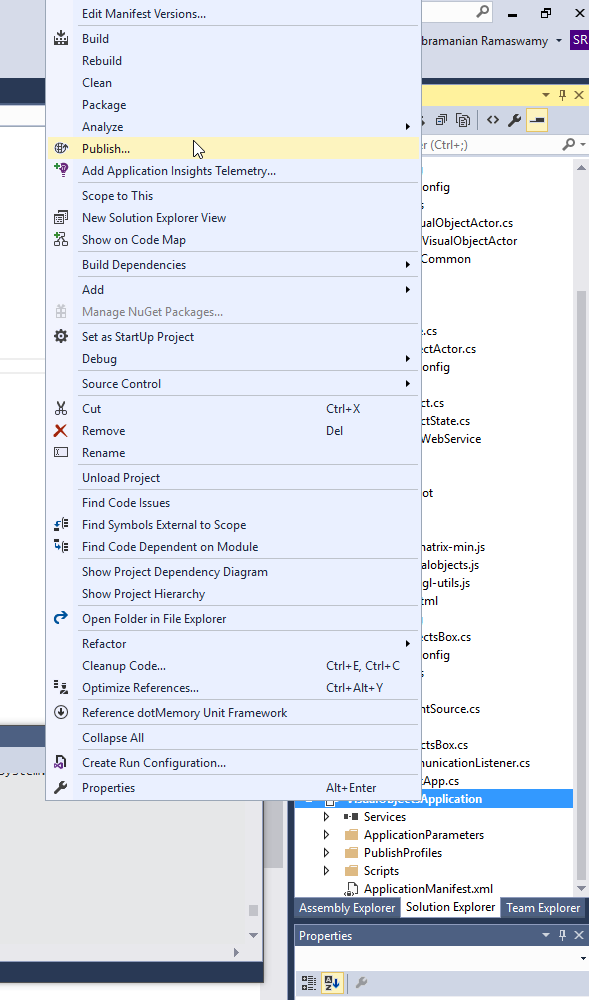 Edit Manifest Versions...
Build
Rebuild
Clean
Package
Analyze
Publish...
Add Application Insights Telemetry...
Scope to This
New Solution Explorer View
Show on Code Map
Build Dependencies
Add
Manage NuGet Packages...
Set as StartUp Project
Debug
Source Control
Cut Ctrl+X
Remove Del
Rename
Unload Project
Find Code Issues
Find Symbols External to Scope
Find Code Dependent on Module
Show Project Dependency Diagram
Show Project Hierarchy
Open Folder in File Explorer
Refactor
Cleanup Code... Ctrl+E, Ctrl+C
Optimize References... Ctrl+Alt+Y
Reference dotMemory Unit Framework
Collapse All
Create Run Configuration...
Properties Alt+Enter
bramanian Ramaswamy SR
r (Ctrl+;)
onfig
s
ualObjectActor.cs
VisualObjectActor
Common
e.cs
ectActor.cs
onfig
ct.cs
ectState.cs
WebService
ot
matrix-min.js
alobjects.js
gl-utils.js
tml
ectsBox.cs
onfig
s
ntSource.cs
ectsBox.cs
municationListener.cs
tApp.cs
VisualObjectsApplication
Services
ApplicationParameters
PublishProfiles
Scripts
ApplicationManifest.xml
Assembly Explorer Solution Explorer Team Explorer
Properties